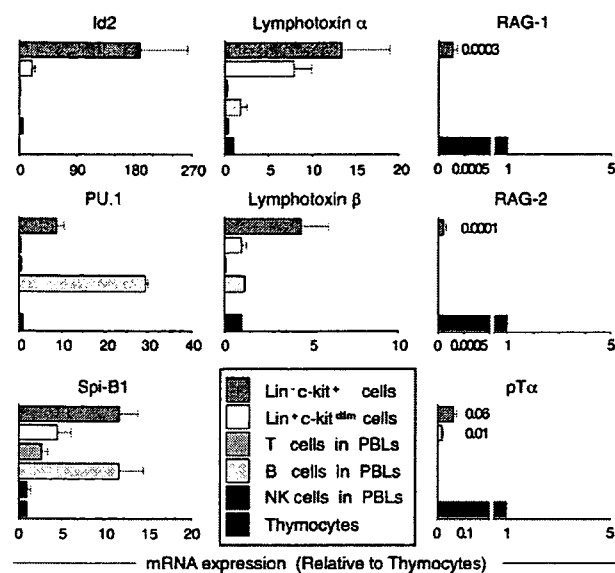 Id2
Lymphotoxin α
RAG-1
0.0003
0 90 180 270
0 5 10 15 20
0 0.0005 1 5
PU.1
Lymphotoxin β
RAG-2
0.0001
0 10 20 30 40
0 5 10
0 0.0005 1 5
Spi-B1
Lin⁻c-kit⁺ cells
Lin⁺c-kitᵈⁱᵐ cells
T cells in PBLs
B cells in PBLs
NK cells in PBLs
Thymocytes
pTα
0.06
0.01
0 5 10 15 20
0 0.1 1 5
mRNA expression (Relative to Thymocytes)